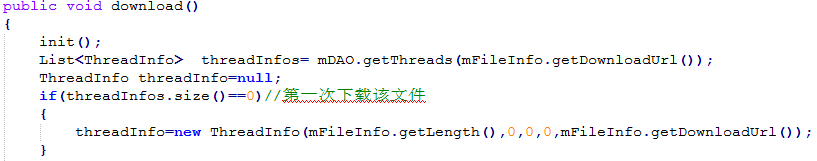 public void download()
{
    init();
    List<ThreadInfo>  threadInfos= mDAO.getThreads(mFileInfo.getDownloadUrl());
    ThreadInfo threadInfo=null;
    if(threadInfos.size()==0)//第一次下载该文件
    {
        threadInfo=new ThreadInfo(mFileInfo.getLength(),0,0,0,mFileInfo.getDownloadUrl());
    }